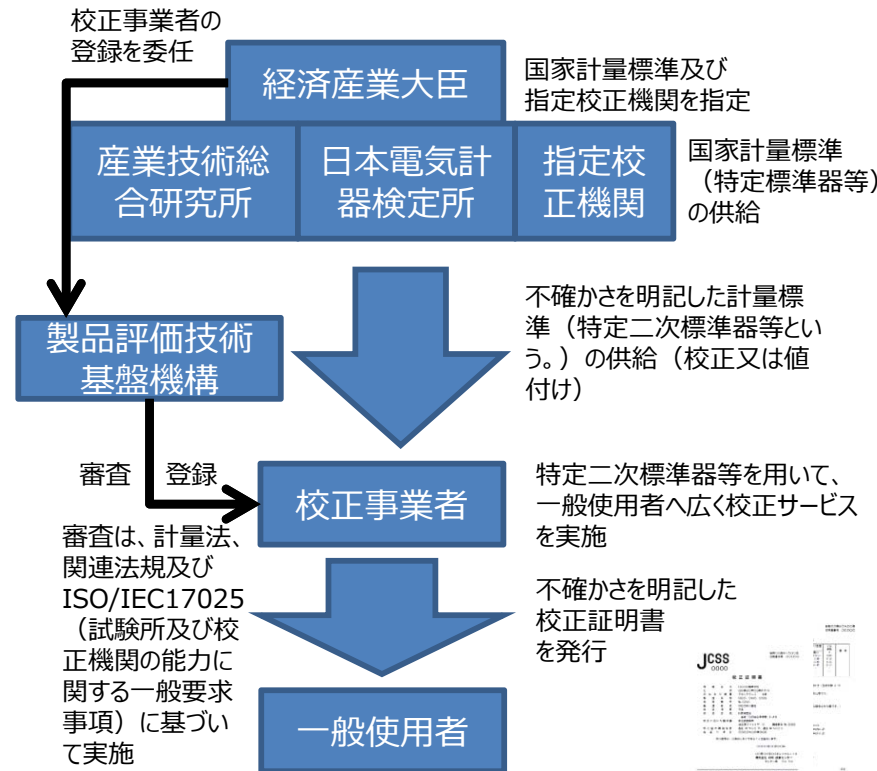 校正事業者の
登録を委任
経済産業大臣
国家計量標準及び
指定校正機関を指定
産業技術総
合研究所
日本電気計
器検定所
指定校
正機関
国家計量標準
（特定標準器等）
の供給
不確かさを明記した計量標
準（特定二次標準器等とい
う。）の供給（校正又は値
付け）
製品評価技術
基盤機構
審査
登録
校正事業者
特定二次標準器等を用いて、
一般使用者へ広く校正サービス
を実施
審査は、計量法、
関連法規及び
ISO/IEC17025
（試験所及び校
正機関の能力に
関する一般要求
事項）に基づい
て実施
不確かさを明記した
校正証明書
を発行
JCSS
0000
校正証明書
一般使用者